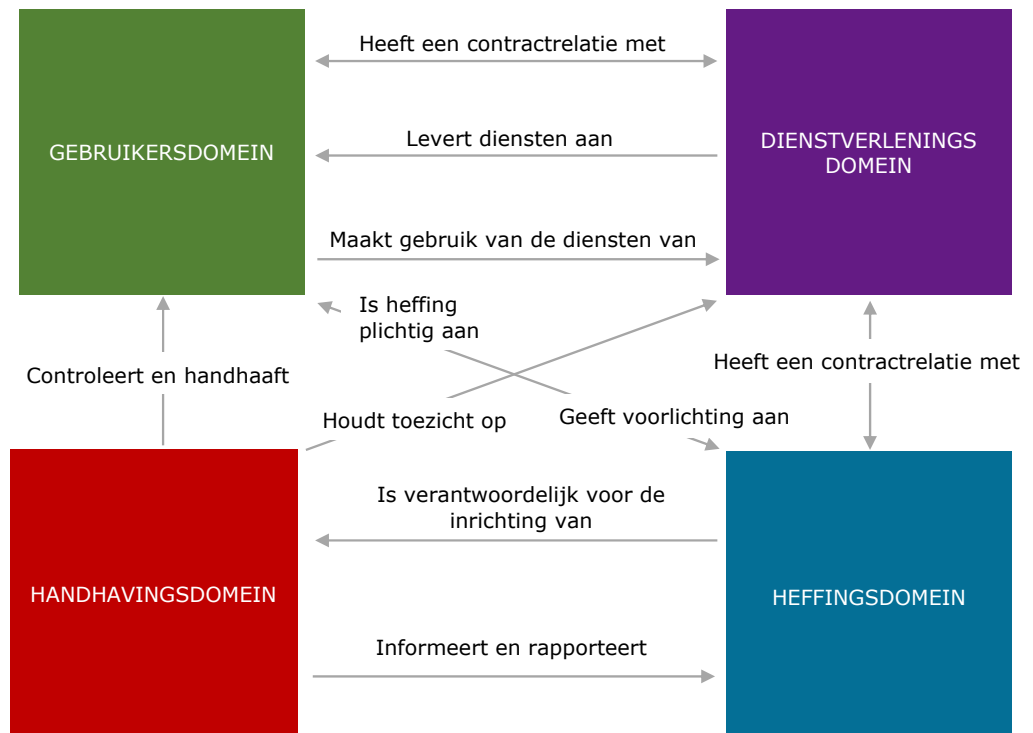 Heeft een contractrelatie met
GEBRUIKERSDOMEIN
Levert diensten aan
DIENSTVERLENINGS
DOMEIN
Maakt gebruik van de diensten van
Is heffing
plichtig aan
Controleert en handhaaft
Heeft een contractrelatie met
Houdt toezicht op
Geeft voorlichting aan
Is verantwoordelijk voor de
inrichting van
HANDHAVINGSDOMEIN
HEFFINGSDOMEIN
Informeert en rapporteert